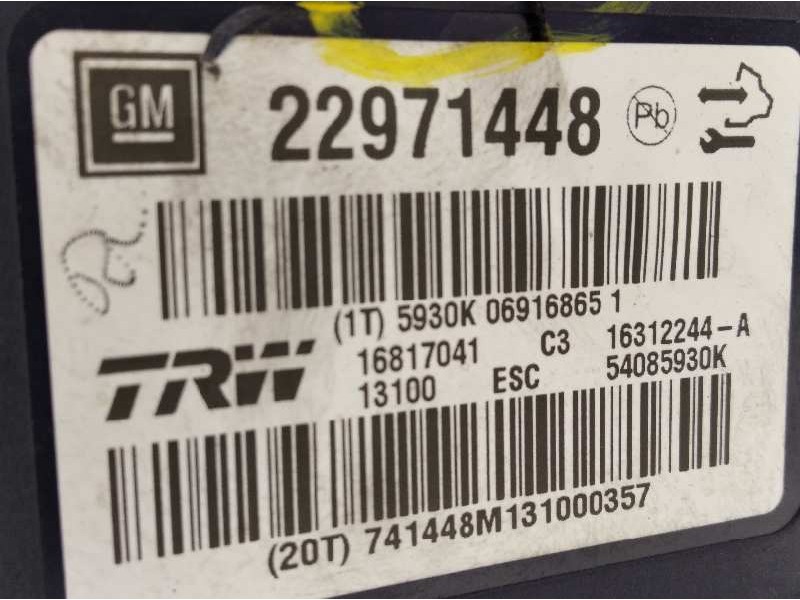 GM 22971448 Pb
(1T) 5930K 06916865 1
TRW 16817041 C3 16312244-A
13100 ESC 54085930K
(20T) 741448M131000357